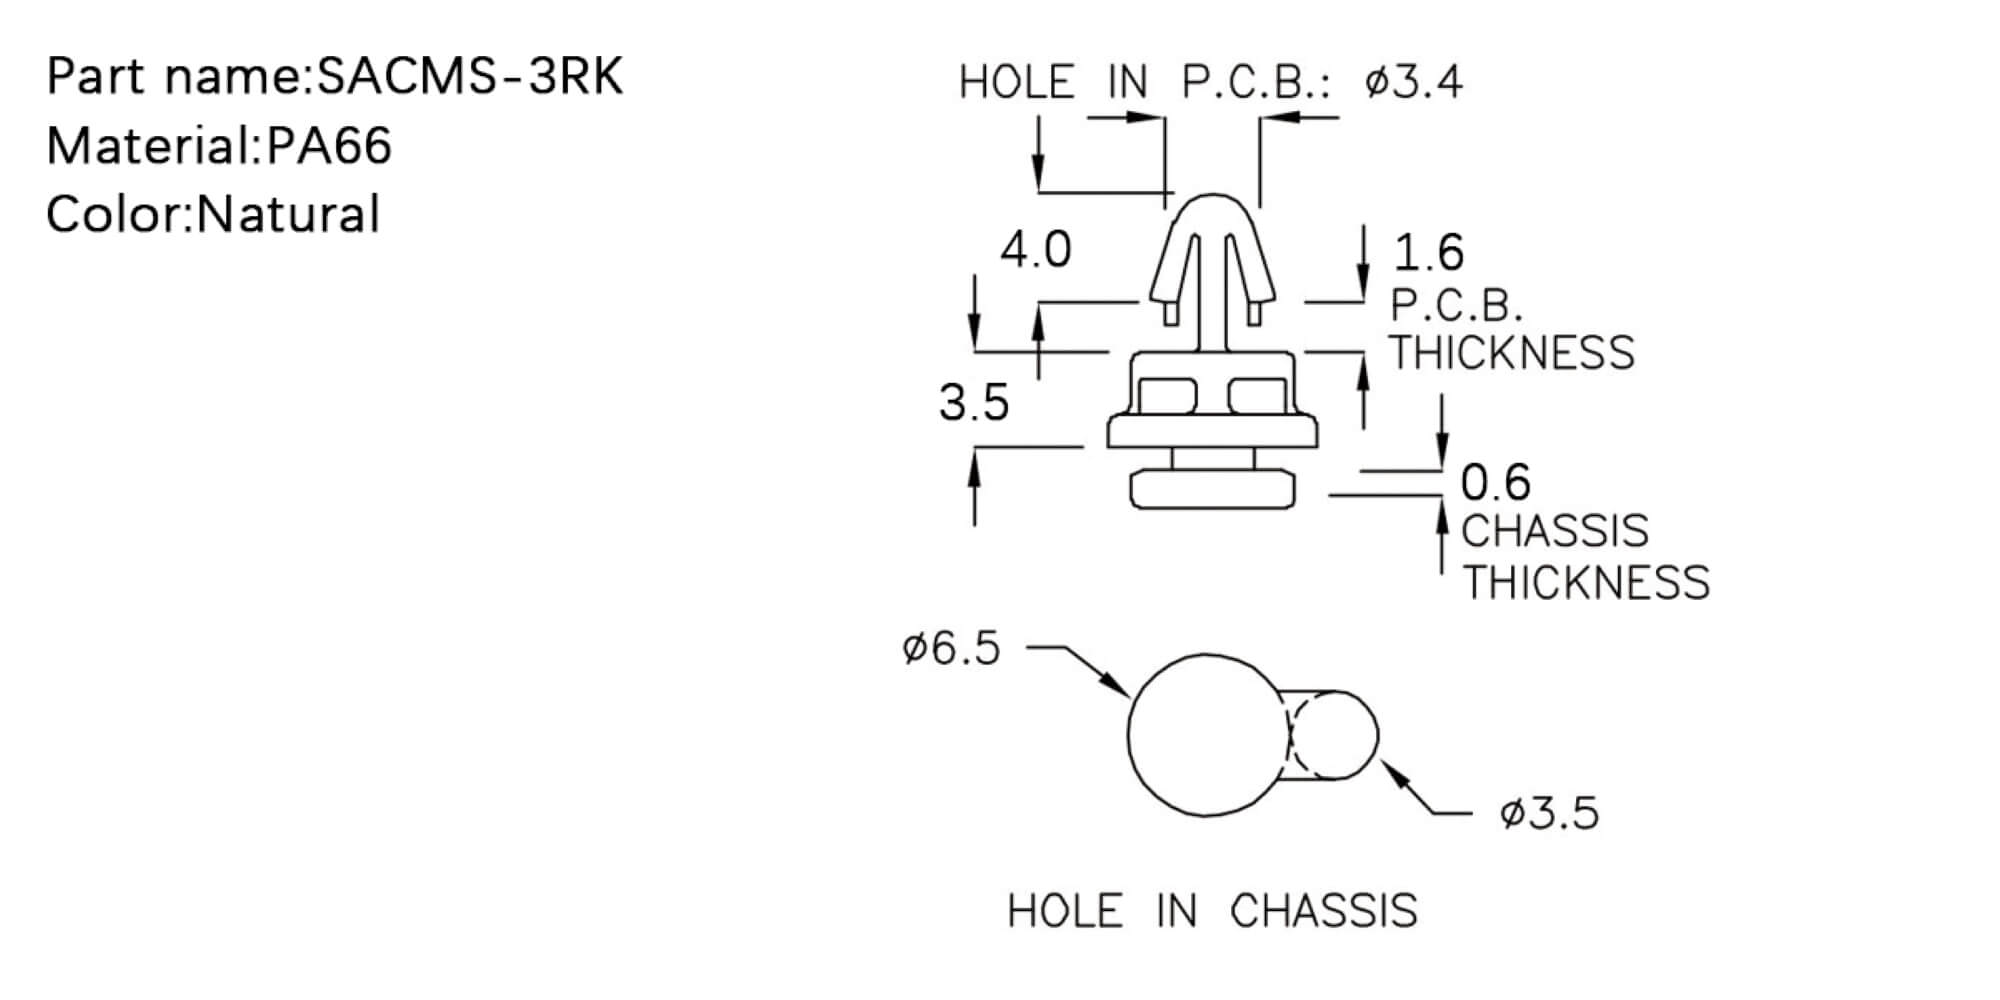 Part name:SACMS-3RK
Material:PA66
Color:Natural
HOLE IN P.C.B.: ø3.4
4.0
1.6
P.C.B.
THICKNESS
3.5
0.6
CHASSIS
THICKNESS
ø6.5
ø3.5
HOLE IN CHASSIS